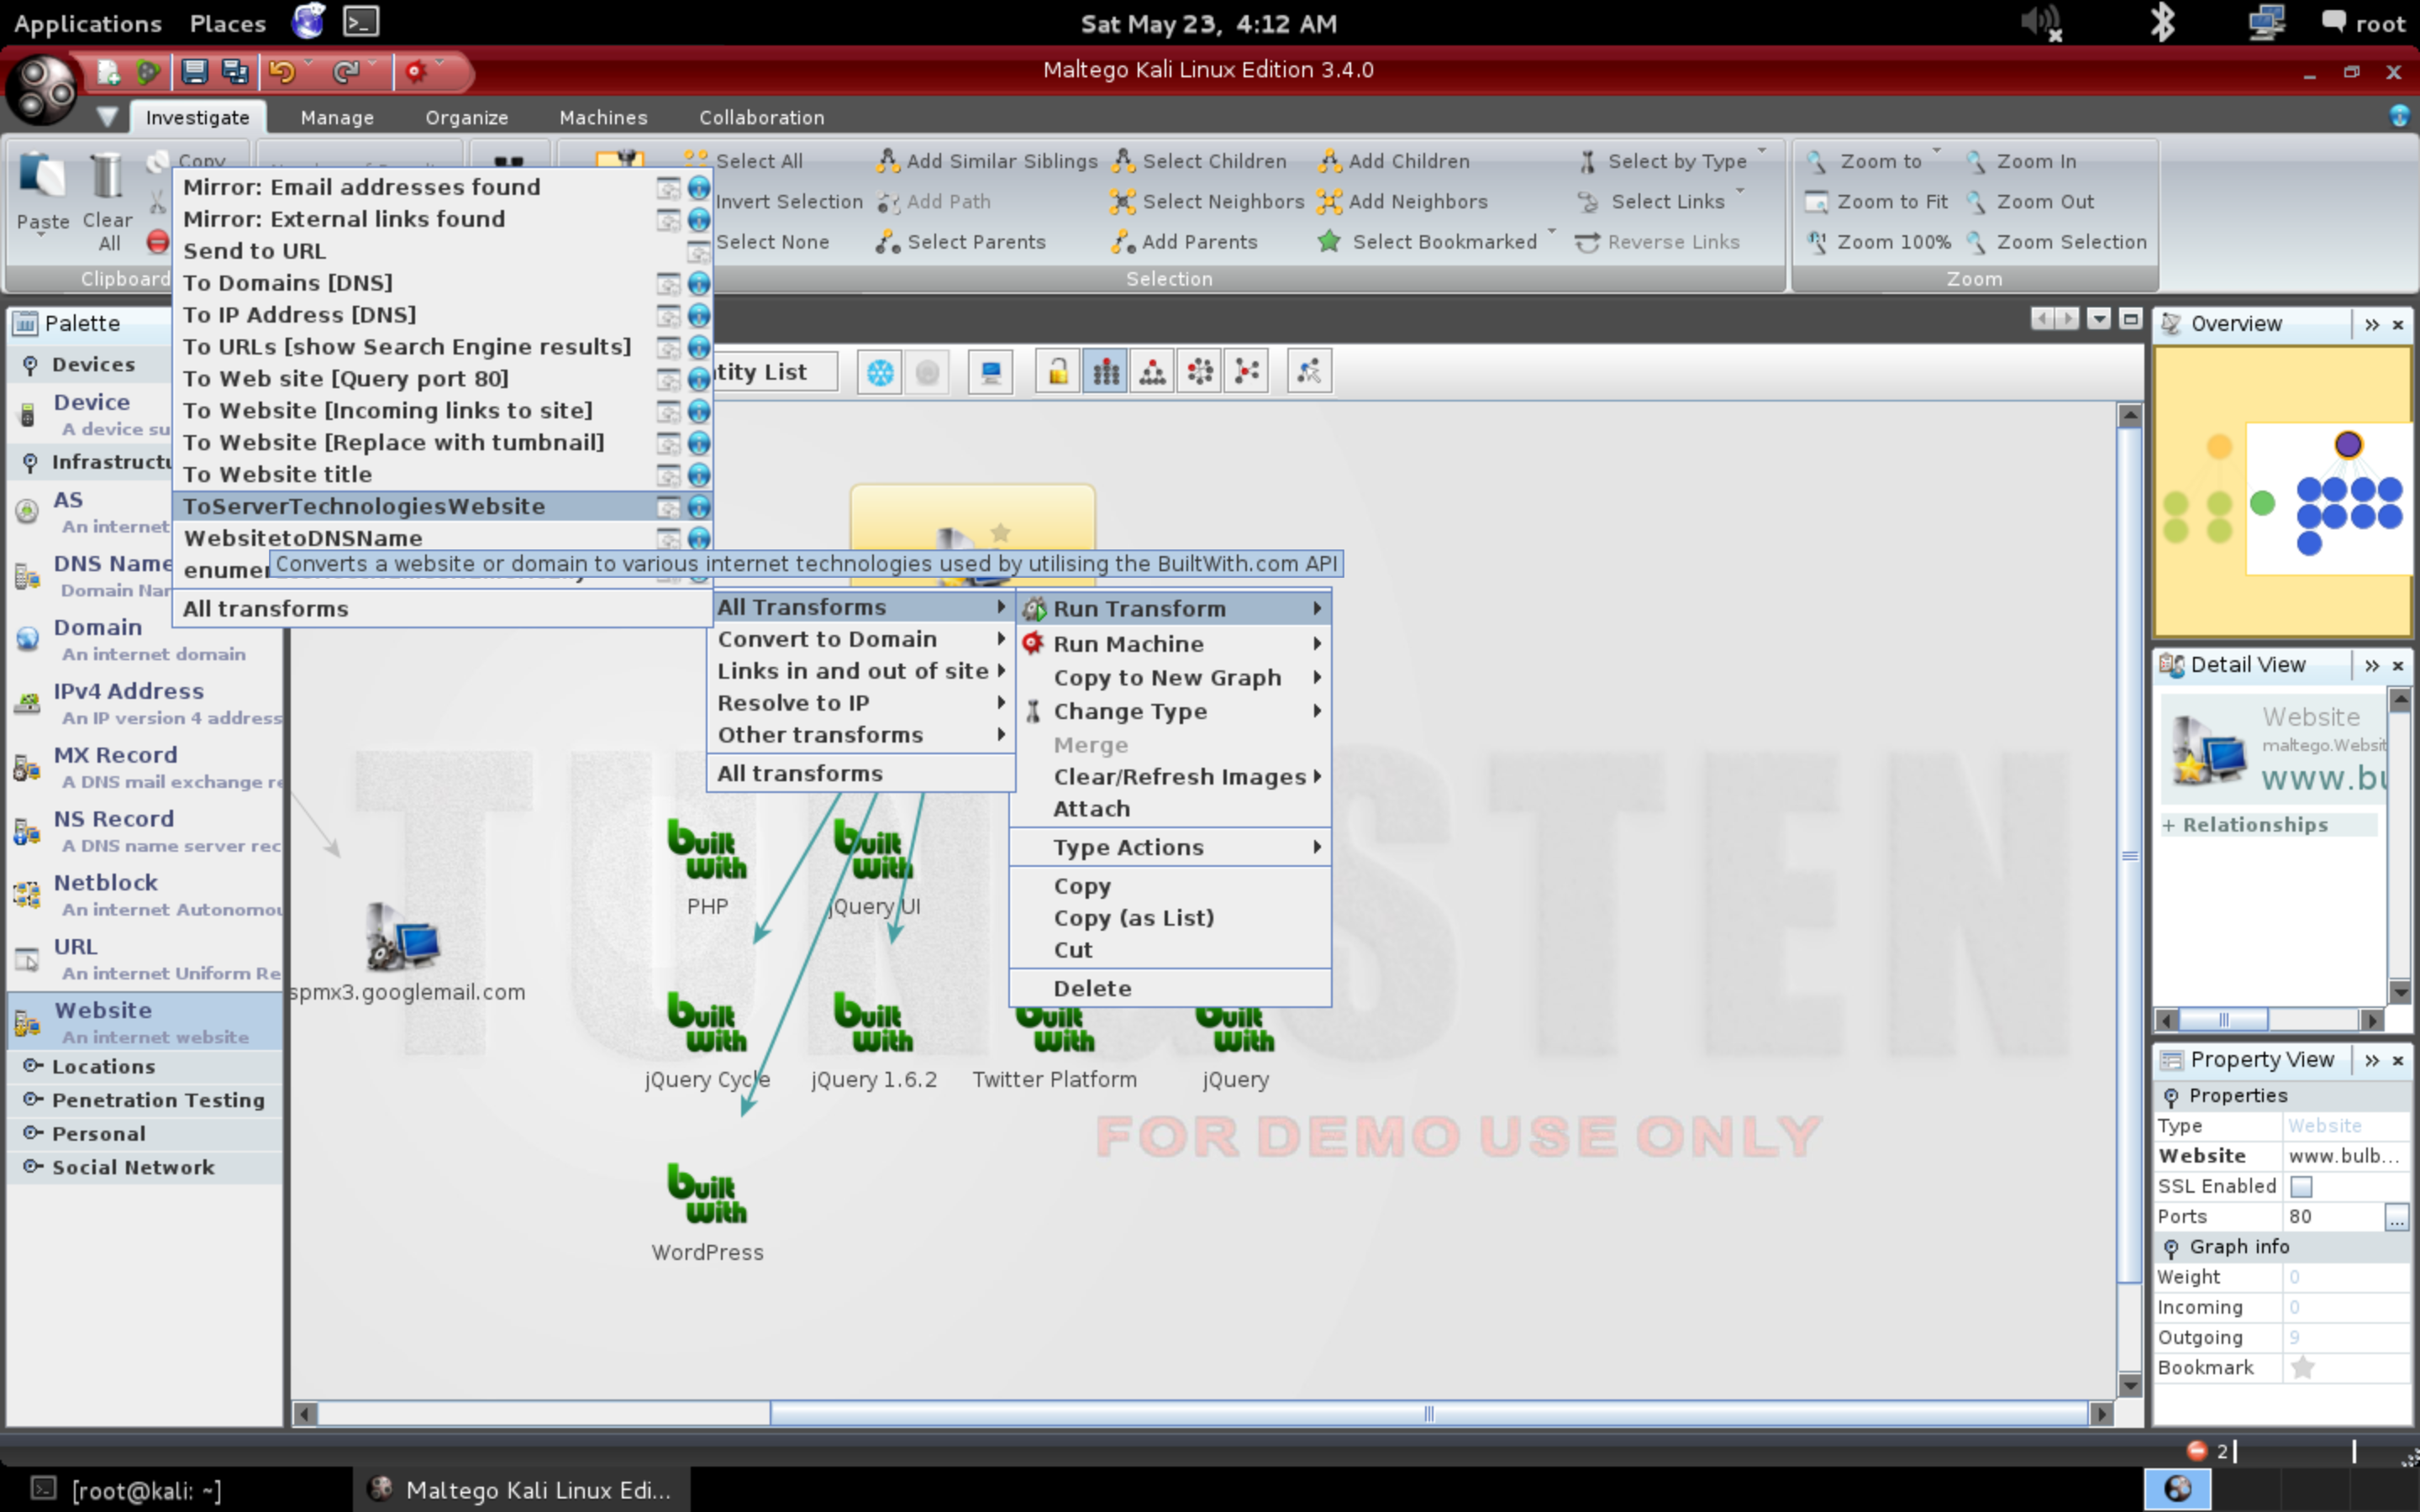 Applications Places Sat May 23, 4:12 AM root
Maltego Kali Linux Edition 3.4.0
Investigate Manage Organize Machines Collaboration
Paste
Clear All
Copy
Clipboard
Select All
Invert Selection
Select None
Add Similar Siblings
Add Path
Select Parents
Select Children
Select Neighbors
Add Parents
Add Children
Add Neighbors
Select Bookmarked
Select by Type
Select Links
Reverse Links
Selection
Zoom to
Zoom to Fit
Zoom 100%
Zoom In
Zoom Out
Zoom Selection
Zoom
Mirror: Email addresses found
Mirror: External links found
Send to URL
To Domains [DNS]
To IP Address [DNS]
To URLs [show Search Engine results]
To Web site [Query port 80]
To Website [Incoming links to site]
To Website [Replace with tumbnail]
To Website title
ToServerTechnologiesWebsite
WebsitetoDNSName
Converts a website or domain to various internet technologies used by utilising the BuiltWith.com API
All transforms
All Transforms
Convert to Domain
Links in and out of site
Resolve to IP
Other transforms
All transforms
Run Transform
Run Machine
Copy to New Graph
Change Type
Merge
Clear/Refresh Images
Attach
Type Actions
Copy
Copy (as List)
Cut
Delete
Palette
Devices
Device
A device su
Infrastructu
AS
An internet
DNS Name
Domain Nar
Domain
An internet domain
IPv4 Address
An IP version 4 address
MX Record
A DNS mail exchange re
NS Record
A DNS name server rec
Netblock
An internet Autonomou
URL
An internet Uniform Re
Website
An internet website
Locations
Penetration Testing
Personal
Social Network
tity List
spmx3.googlemail.com
built with
PHP
built with
jQuery UI
built with
jQuery Cycle
built with
jQuery 1.6.2
built with
Twitter Platform
built with
jQuery
built with
WordPress
FOR DEMO USE ONLY
Overview
Detail View
Website
maltego.Websit
www.bu
+ Relationships
Property View
Properties
Type Website
Website www.bulb...
SSL Enabled
Ports 80 ...
Graph info
Weight 0
Incoming 0
Outgoing 9
Bookmark
2
[root@kali: ~] Maltego Kali Linux Edi...